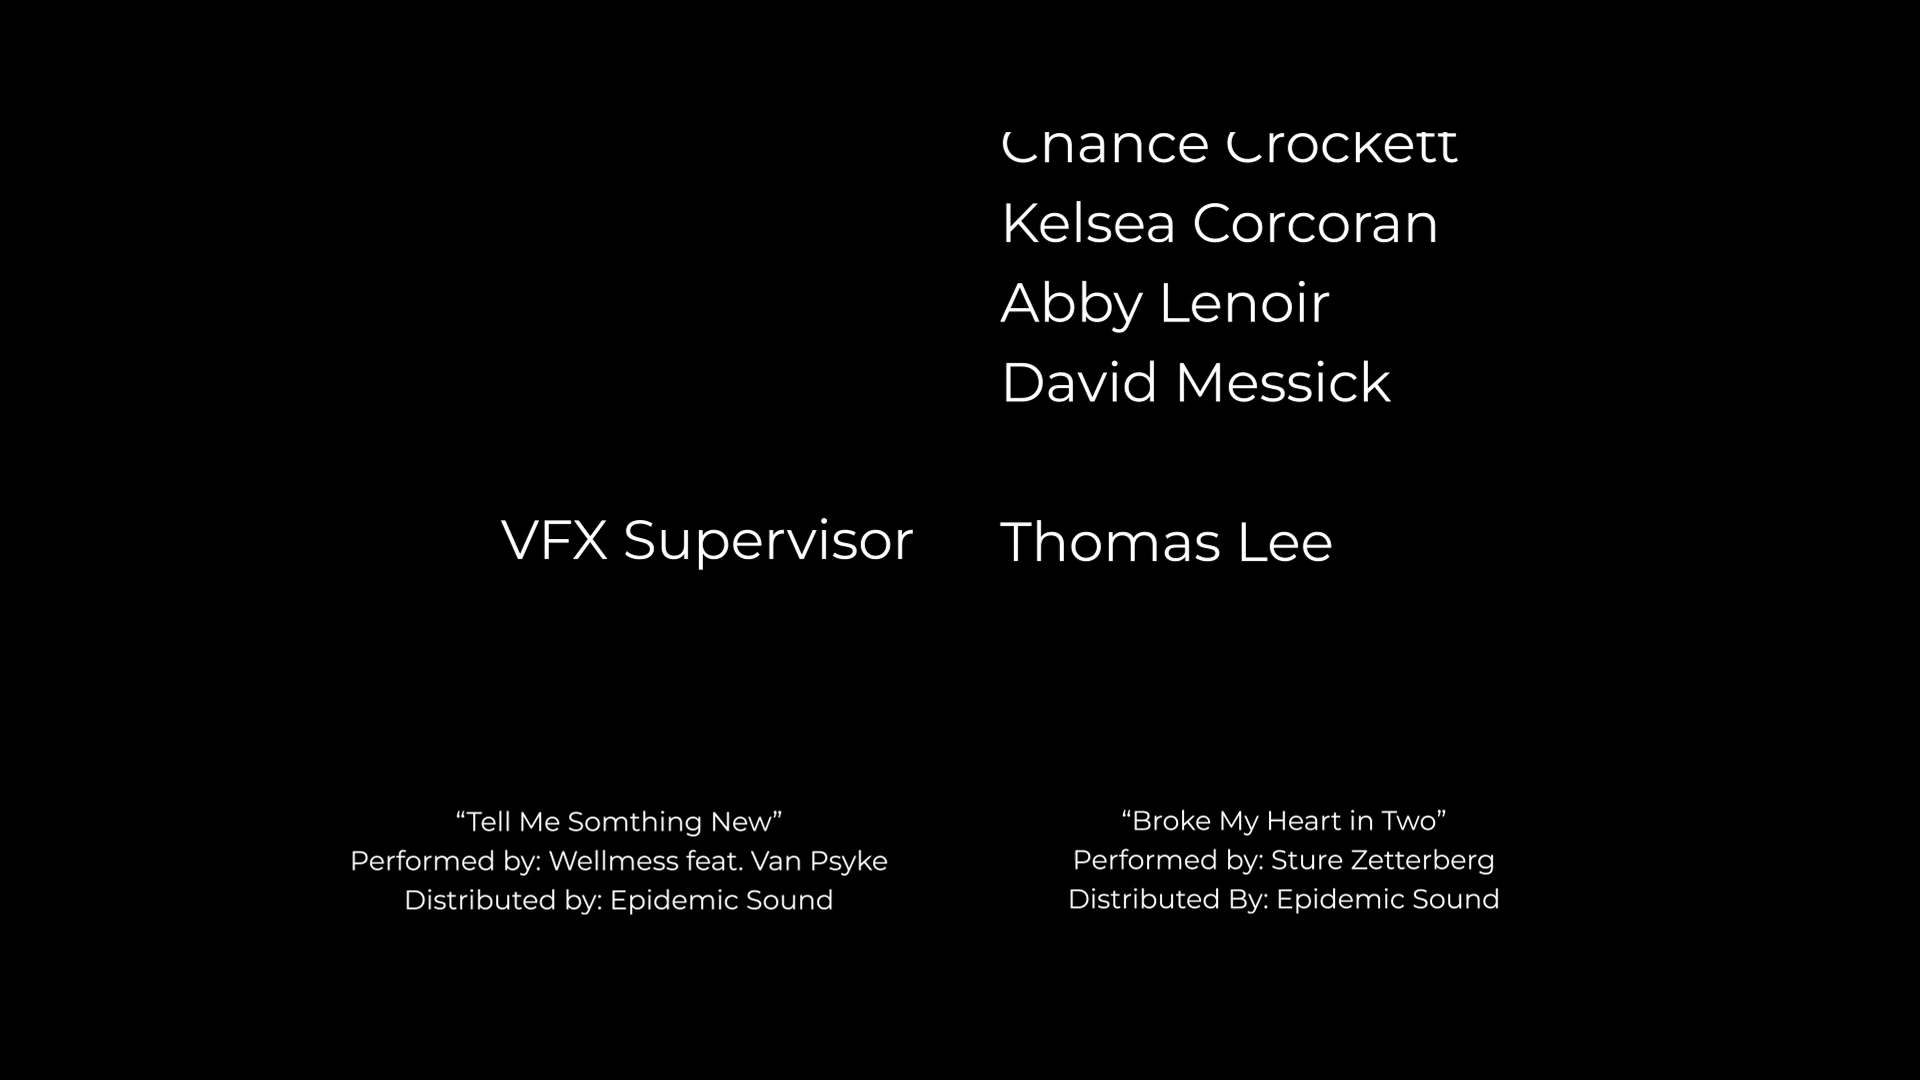 Chance Crockett
Kelsea Corcoran
Abby Lenoir
David Messick
VFX Supervisor Thomas Lee
“Tell Me Somthing New”
Performed by: Wellmess feat. Van Psyke
Distributed by: Epidemic Sound
“Broke My Heart in Two”
Performed by: Sture Zetterberg
Distributed By: Epidemic Sound